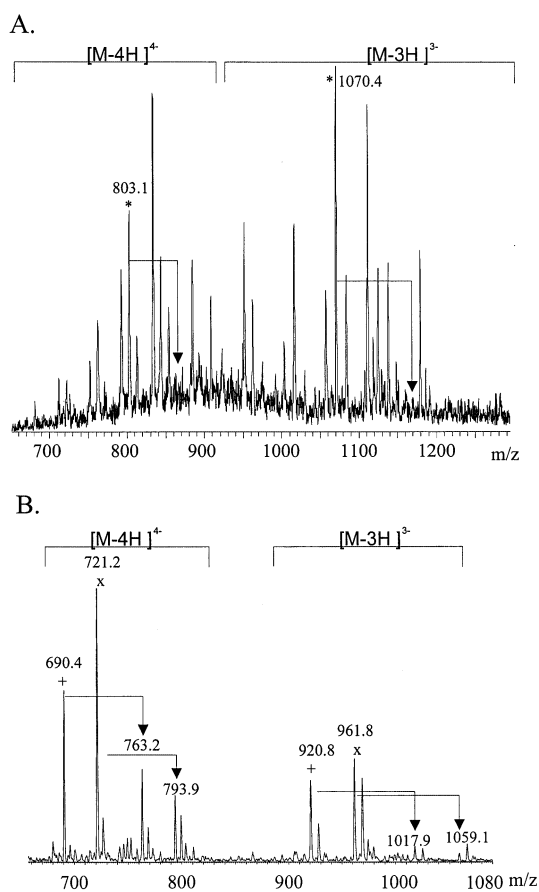 A.
[M-4H ]4-
[M-3H ]3-
* 1070.4
803.1
*
700 800 900 1000 1100 1200 m/z
B.
[M-4H ]4-
[M-3H ]3-
721.2
x
690.4
+
763.2
793.9
961.8
x
920.8
+
1017.9
1059.1
700 800 900 1000 1080 m/z